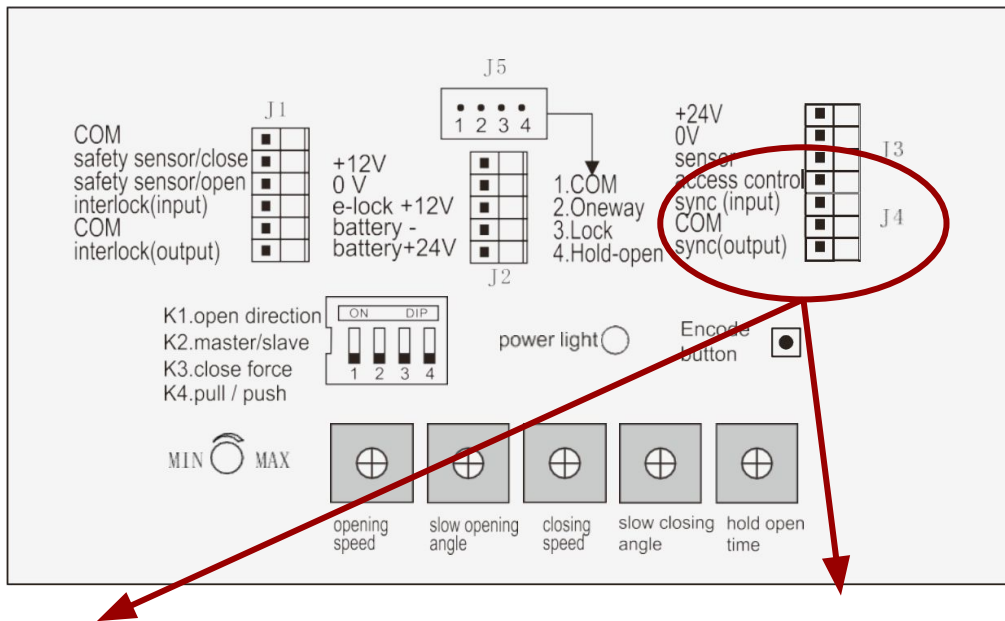 J5
1 2 3 4
J1
COM
safety sensor/close
safety sensor/open
interlock(input)
COM
interlock(output)
+12V
0 V
e-lock +12V
battery -
battery+24V
J2
1.COM
2.Oneway
3.Lock
4.Hold-open
+24V
0V
sensor
access control
sync (input)
COM
sync(output)
J3
J4
K1.open direction
K2.master/slave
K3.close force
K4.pull / push
ON DIP
1 2 3 4
power light
Encode
button
MIN MAX
opening
speed
slow opening
angle
closing
speed
slow closing
angle
hold open
time